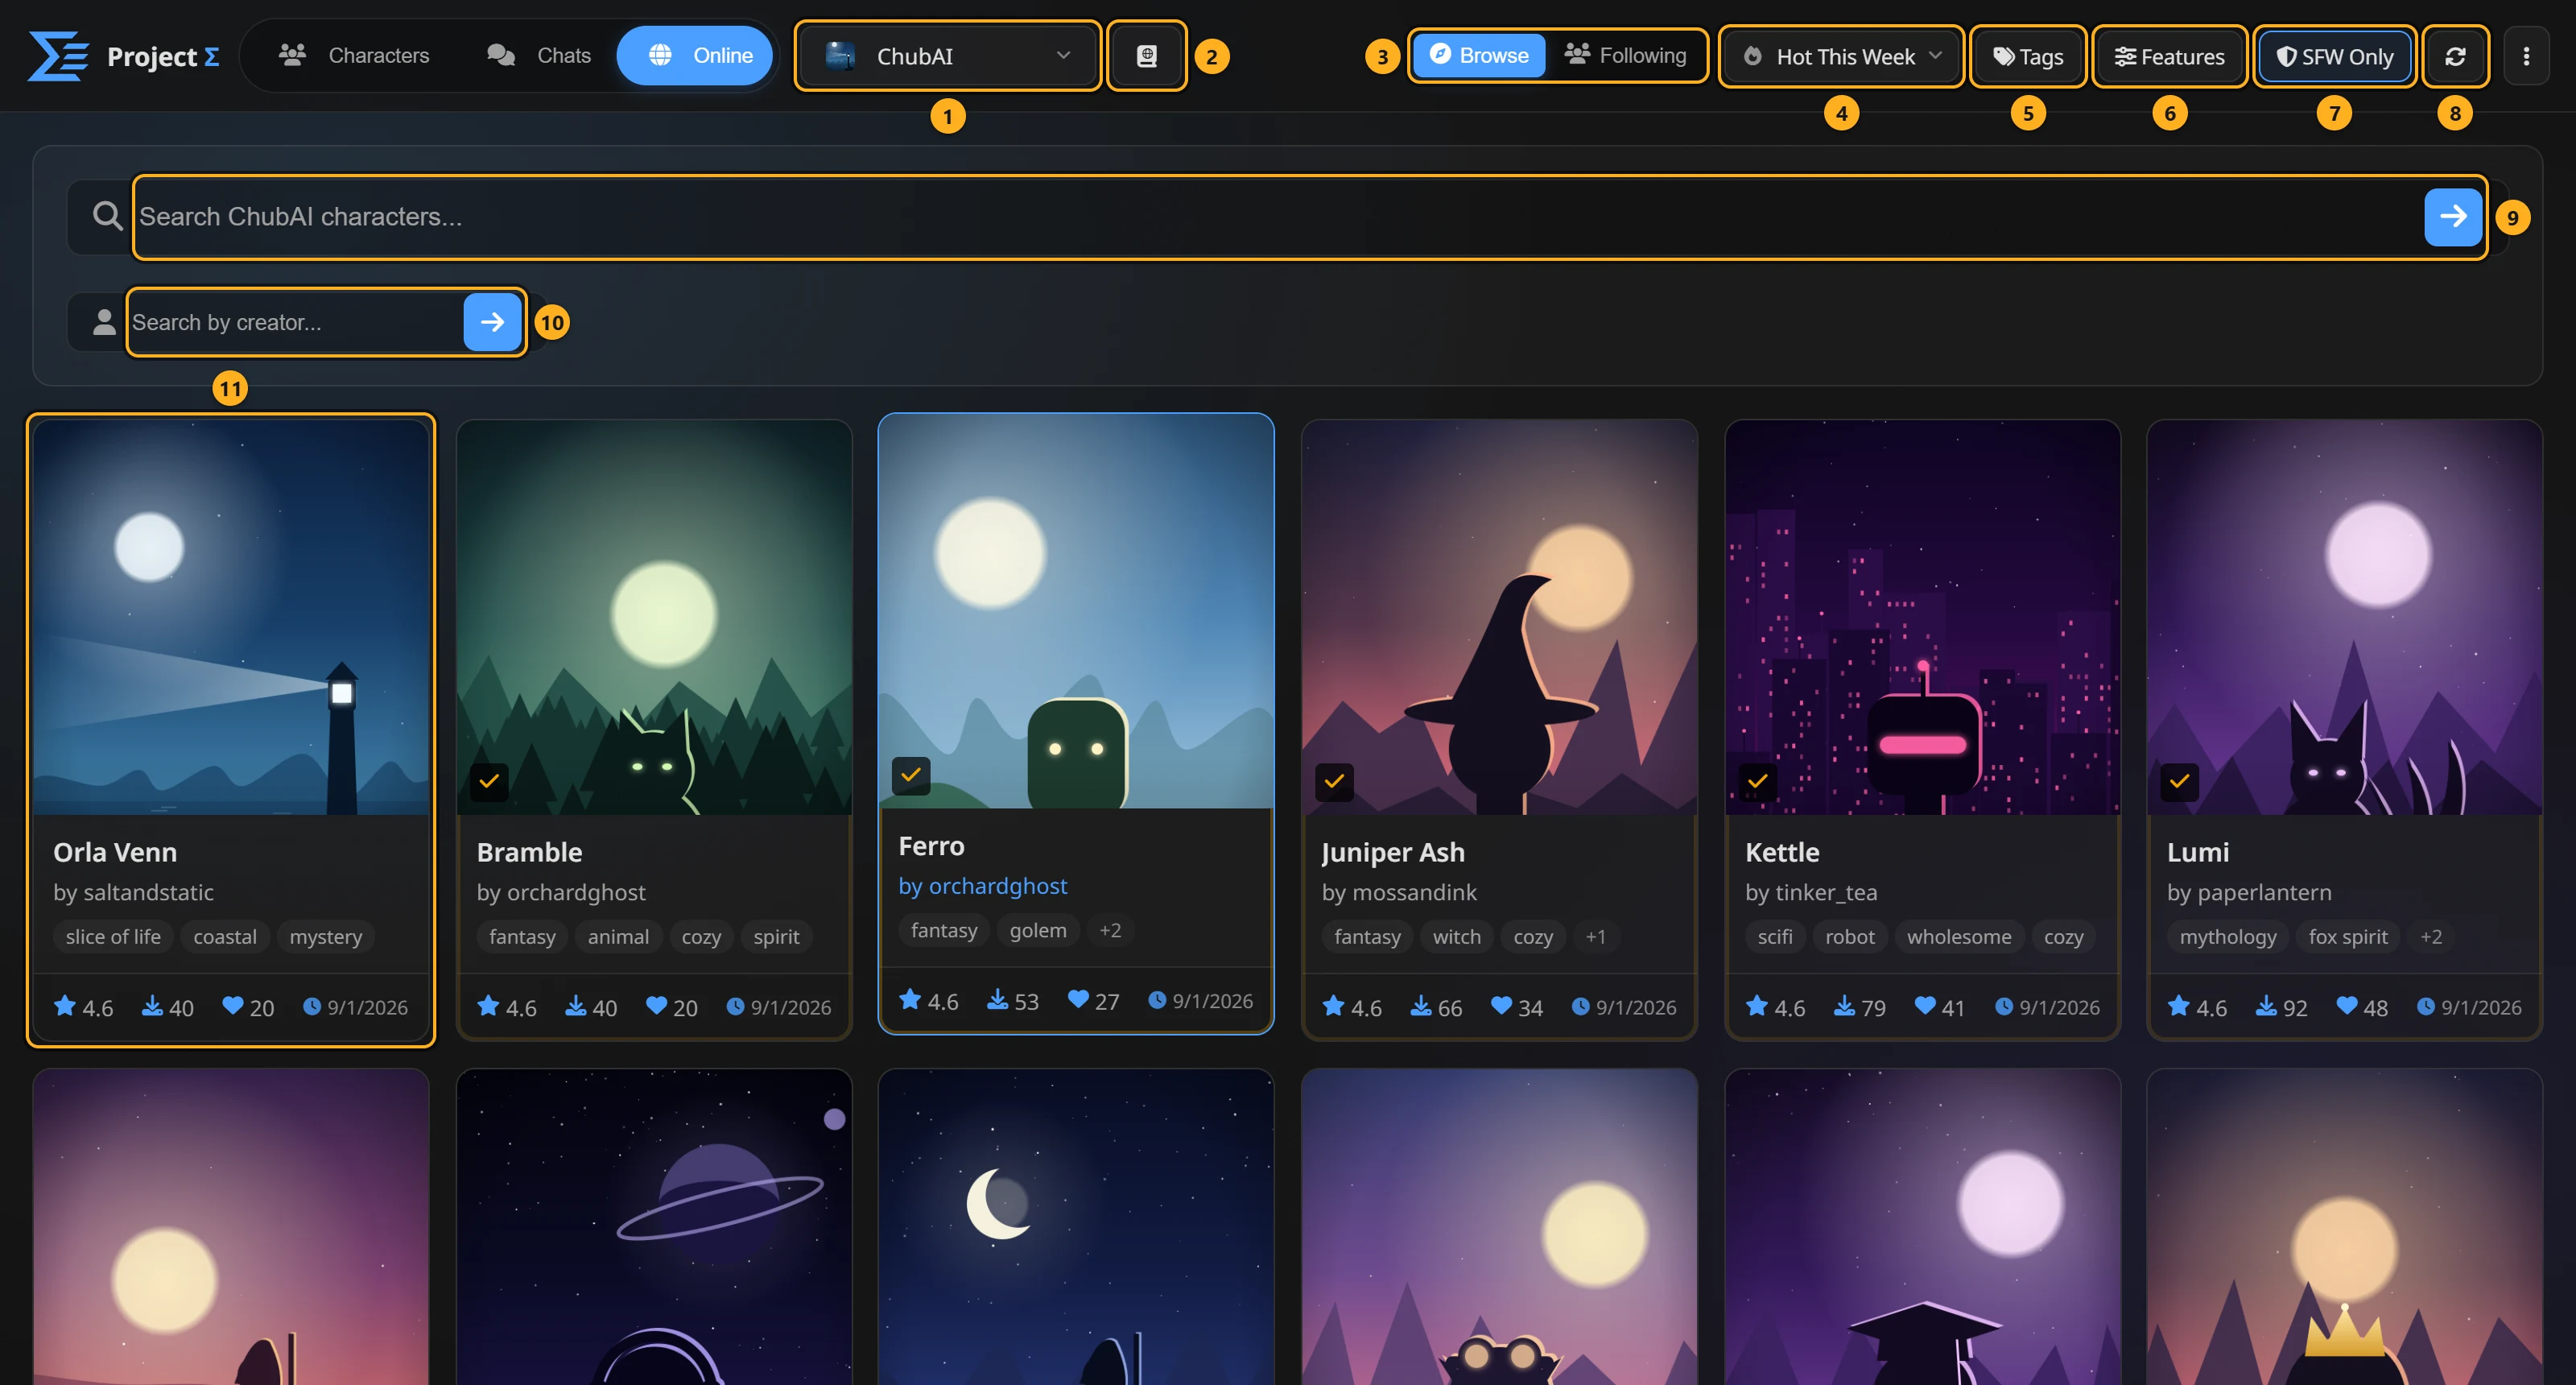 Project Σ
Characters
Chats
Online
ChubAI
2
3
Browse
Following
Hot This Week
Tags
Features
SFW Only
1
4
5
6
7
8
Search ChubAI characters...
9
Search by creator...
10
11
Orla Venn
by saltandstatic
slice of life coastal mystery
4.6 40 20 9/1/2026
Bramble
by orchardghost
fantasy animal cozy spirit
4.6 40 20 9/1/2026
Ferro
by orchardghost
fantasy golem +2
4.6 53 27 9/1/2026
Juniper Ash
by mossandink
fantasy witch cozy +1
4.6 66 34 9/1/2026
Kettle
by tinker_tea
scifi robot wholesome cozy
4.6 79 41 9/1/2026
Lumi
by paperlantern
mythology fox spirit +2
4.6 92 48 9/1/2026